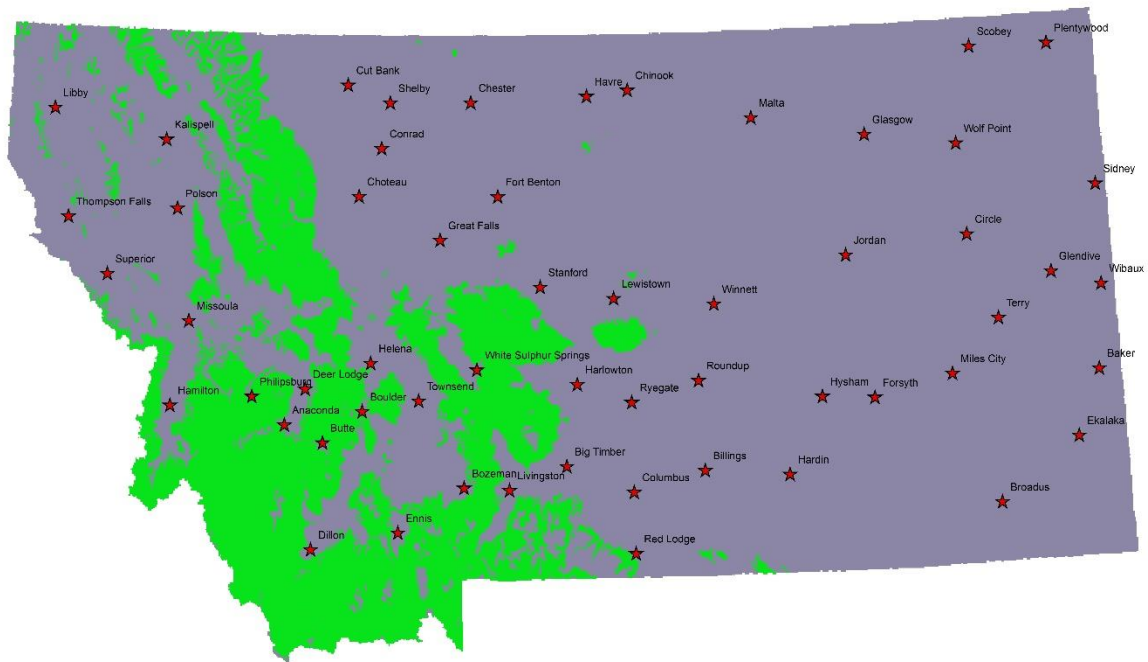 Scobey
Plentywood
Cut Bank
Shelby
Chester
Havre
Chinook
Libby
Malta
Kalispell
Conrad
Glasgow
Wolf Point
Sidney
Choteau
Fort Benton
Thompson Falls
Polson
Great Falls
Circle
Jordan
Superior
Glendive
Wibaux
Stanford
Lewistown
Winnett
Missoula
Terry
Helena
White Sulphur Springs
Deer Lodge
Philipsburg
Harlowton
Roundup
Miles City
Baker
Hamilton
Townsend
Boulder
Ryegate
Hysham
Forsyth
Anaconda
Butte
Ekalaka
Big Timber
Bozeman
Livingston
Columbus
Billings
Hardin
Broadus
Ennis
Dillon
Red Lodge